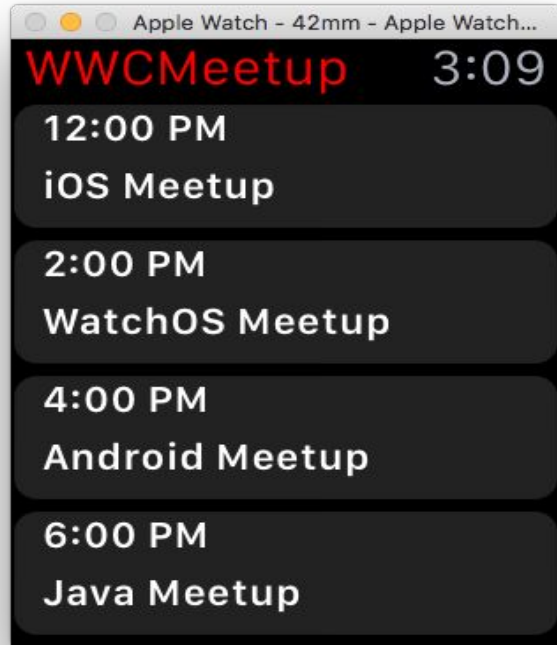 Apple Watch - 42mm - Apple Watch...
WWCMeetup 3:09
12:00 PM
iOS Meetup
2:00 PM
WatchOS Meetup
4:00 PM
Android Meetup
6:00 PM
Java Meetup